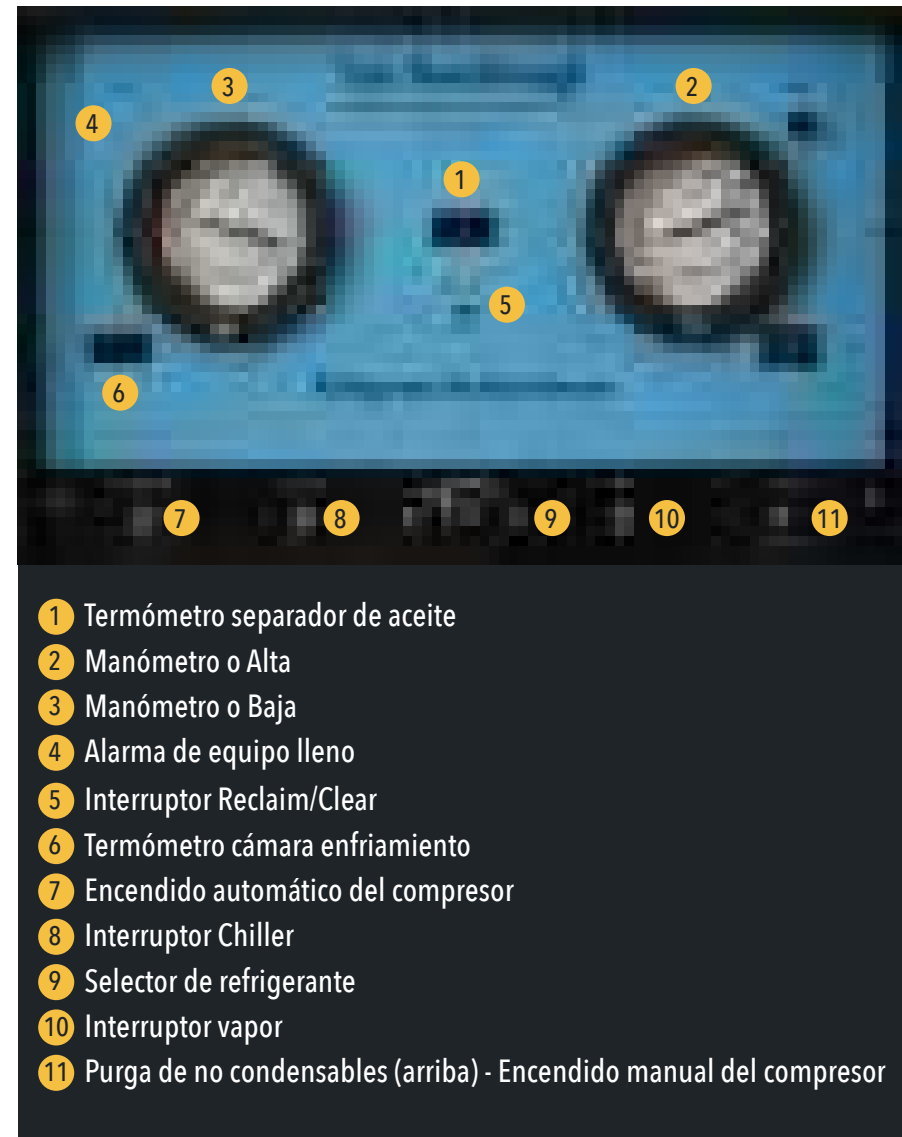 3
2
4
1
5
6
7
8
9
10
11
1 Termómetro separador de aceite
2 Manómetro o Alta
3 Manómetro o Baja
4 Alarma de equipo lleno
5 Interruptor Reclaim/Clear
6 Termómetro cámara enfriamiento
7 Encendido automático del compresor
8 Interruptor Chiller
9 Selector de refrigerante
10 Interruptor vapor
11 Purga de no condensables (arriba) - Encendido manual del compresor